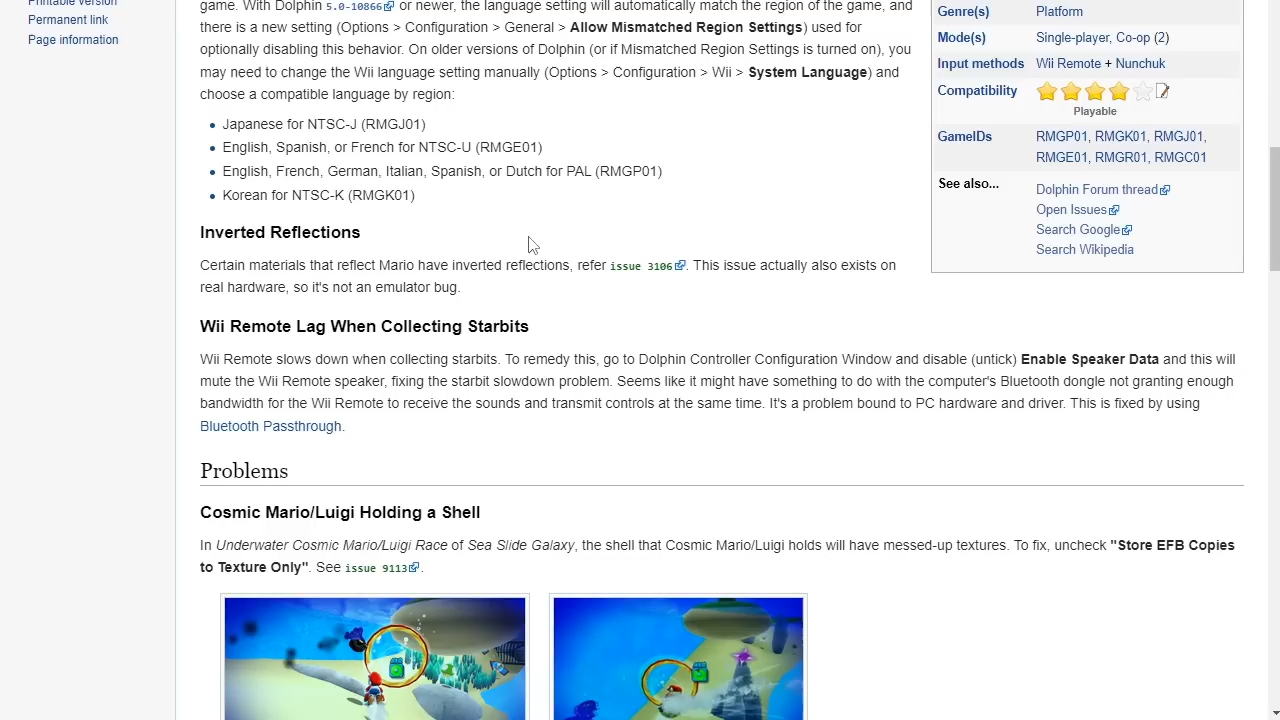 Printable version
Permanent link
Page information
game. With Dolphin 5.0-10866 or newer, the language setting will automatically match the region of the game, and
there is a new setting (Options > Configuration > General > Allow Mismatched Region Settings) used for
optionally disabling this behavior. On older versions of Dolphin (or if Mismatched Region Settings is turned on), you
may need to change the Wii language setting manually (Options > Configuration > Wii > System Language) and
choose a compatible language by region:
Japanese for NTSC-J (RMGJ01)
English, Spanish, or French for NTSC-U (RMGE01)
English, French, German, Italian, Spanish, or Dutch for PAL (RMGP01)
Korean for NTSC-K (RMGK01)
Inverted Reflections
Certain materials that reflect Mario have inverted reflections, refer issue 3106. This issue actually also exists on
real hardware, so it's not an emulator bug.
Wii Remote Lag When Collecting Starbits
Wii Remote slows down when collecting starbits. To remedy this, go to Dolphin Controller Configuration Window and disable (untick) Enable Speaker Data and this will
mute the Wii Remote speaker, fixing the starbit slowdown problem. Seems like it might have something to do with the computer's Bluetooth dongle not granting enough
bandwidth for the Wii Remote to receive the sounds and transmit controls at the same time. It's a problem bound to PC hardware and driver. This is fixed by using
Bluetooth Passthrough.
Problems
Cosmic Mario/Luigi Holding a Shell
In Underwater Cosmic Mario/Luigi Race of Sea Slide Galaxy, the shell that Cosmic Mario/Luigi holds will have messed-up textures. To fix, uncheck "Store EFB Copies
to Texture Only". See issue 9113.
Genre(s) Platform
Mode(s) Single-player, Co-op (2)
Input methods Wii Remote + Nunchuk
Compatibility
Playable
GameIDs RMGP01, RMGK01, RMGJ01,
RMGE01, RMGR01, RMGC01
See also... Dolphin Forum thread
Open Issues
Search Google
Search Wikipedia